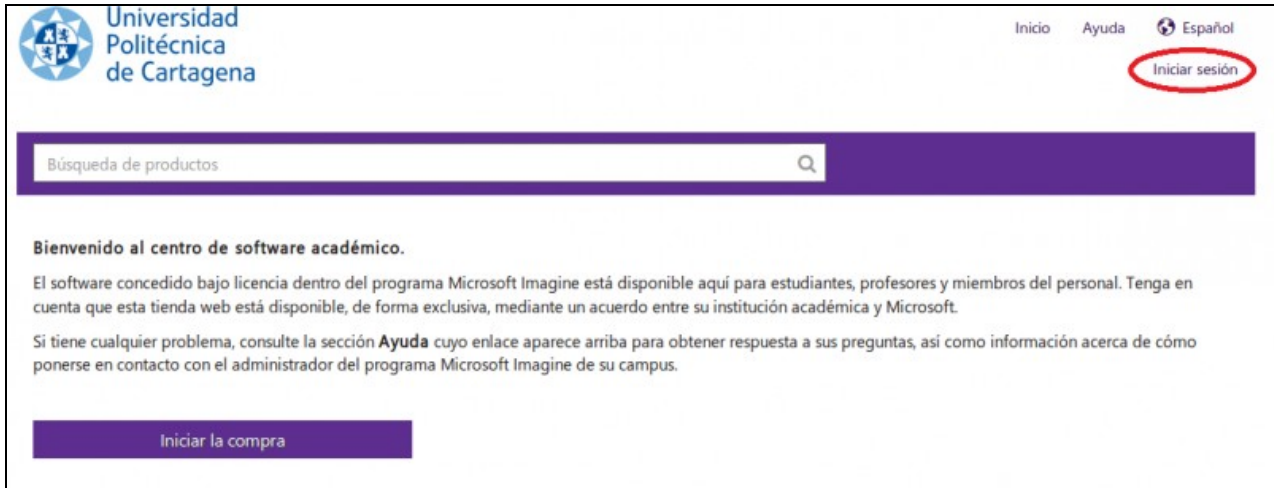 Universidad
Politécnica
de Cartagena
Inicio Ayuda Español
Iniciar sesión
Búsqueda de productos
Bienvenido al centro de software académico.
El software concedido bajo licencia dentro del programa Microsoft Imagine está disponible aquí para estudiantes, profesores y miembros del personal. Tenga en
cuenta que esta tienda web está disponible, de forma exclusiva, mediante un acuerdo entre su institución académica y Microsoft.
Si tiene cualquier problema, consulte la sección Ayuda cuyo enlace aparece arriba para obtener respuesta a sus preguntas, así como información acerca de cómo
ponerse en contacto con el administrador del programa Microsoft Imagine de su campus.
Iniciar la compra